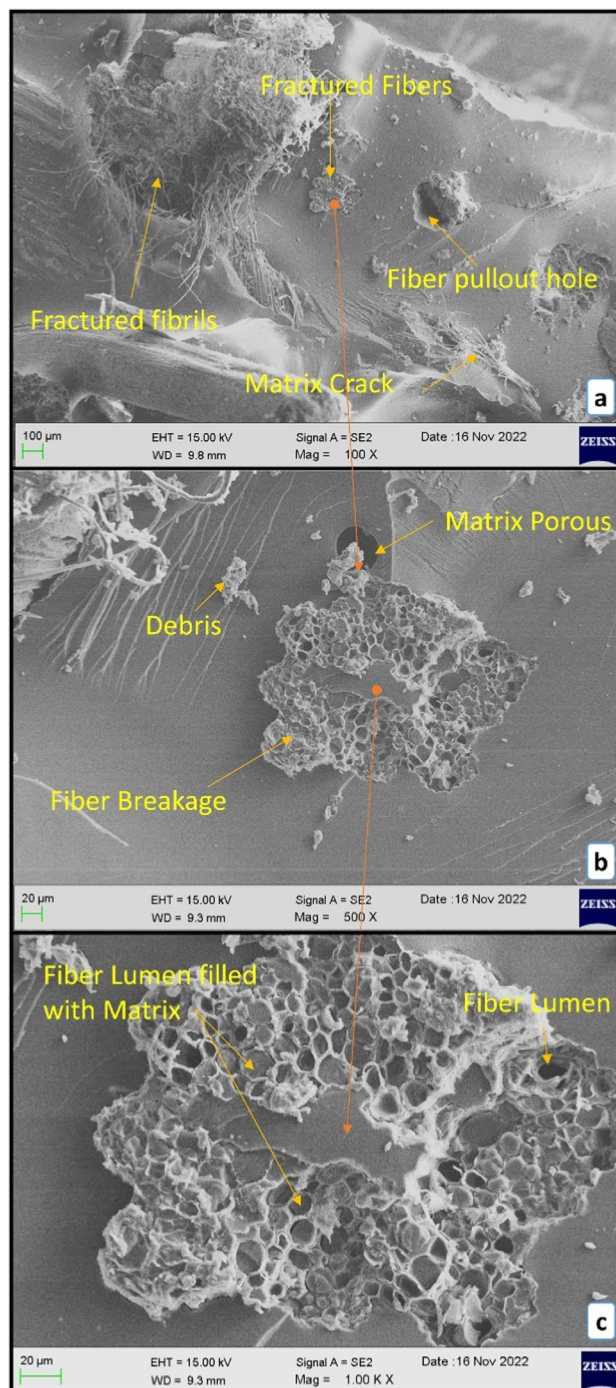 Fractured Fibers
Fiber pullout hole
Fractured fibrils
Matrix Crack
a
100 µm
EHT = 15.00 kV
Signal A = SE2
Date :16 Nov 2022
WD = 9.8 mm
Mag = 100 X
ZEISS
Matrix Porous
Debris
Fiber Breakage
b
20 µm
EHT = 15.00 kV
Signal A = SE2
Date :16 Nov 2022
WD = 9.3 mm
Mag = 500 X
ZEISS
Fiber Lumen filled
with Matrix
Fiber Lumen
c
20 µm
EHT = 15.00 kV
Signal A = SE2
Date :16 Nov 2022
WD = 9.3 mm
Mag = 1.00 K X
ZEISS